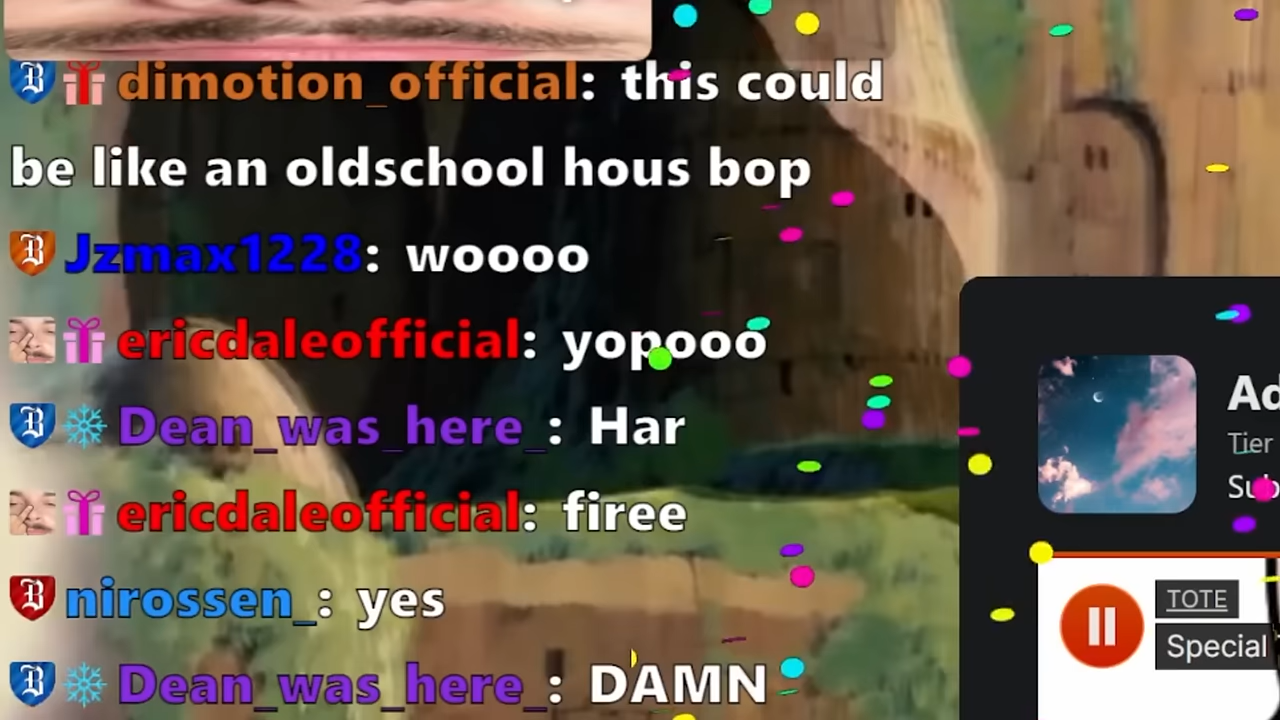 dimotion_official: this could
be like an oldschool hous bop
Jzmax1228: woooo
ericdaleofficial: yopooo
Dean_was_here_: Har
ericdaleofficial: firee
nirossen_: yes
Dean_was_here_: DAMN
Ad
Tier
Sub
TOTE
Special